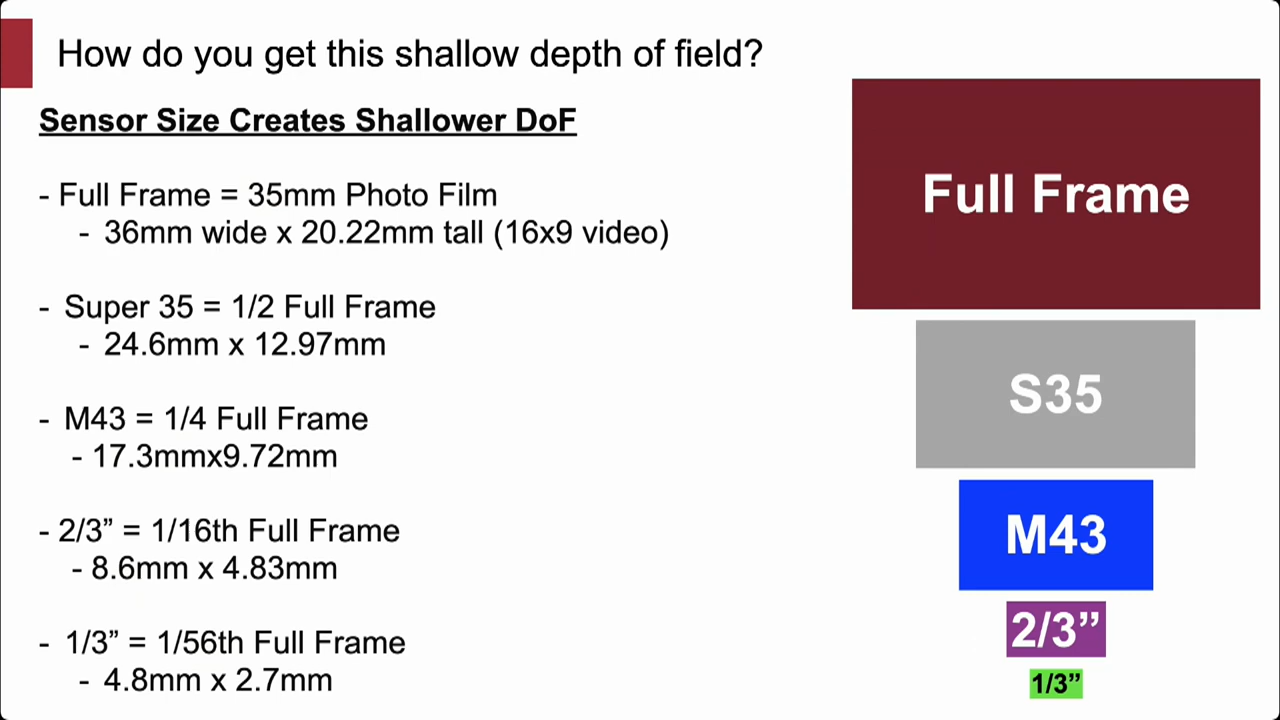 How do you get this shallow depth of field?
Sensor Size Creates Shallower DoF
- Full Frame = 35mm Photo Film
- 36mm wide x 20.22mm tall (16x9 video)
- Super 35 = 1/2 Full Frame
- 24.6mm x 12.97mm
- M43 = 1/4 Full Frame
- 17.3mmx9.72mm
- 2/3” = 1/16th Full Frame
- 8.6mm x 4.83mm
- 1/3” = 1/56th Full Frame
- 4.8mm x 2.7mm
Full Frame
S35
M43
2/3”
1/3”